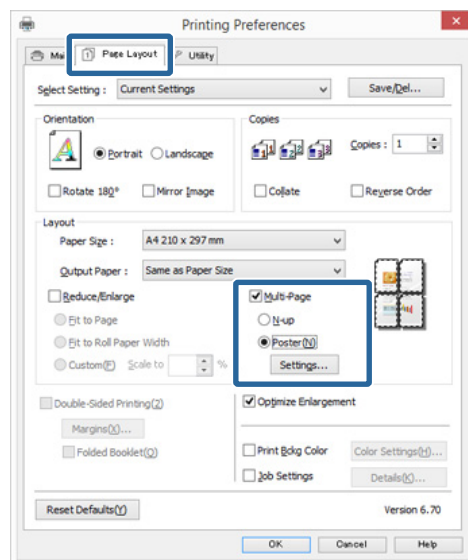 Printing Preferences
Main Page Layout Utility
Select Setting : Current Settings Save/Del...
Orientation Copies
Portrait Landscape Copies : 1
Rotate 180° Mirror Image Collate Reverse Order
Layout
Paper Size : A4 210 x 297 mm
Output Paper : Same as Paper Size
Reduce/Enlarge Multi-Page
Fit to Page N-up
Fit to Roll Paper Width Poster(N)
Custom(F) Scale to % Settings...
Double-Sided Printing(2) Optimize Enlargement
Margins(X)...
Folded Booklet(Q) Print Bckg Color Color Settings(H)...
Job Settings Details(K)...
Reset Defaults(Y) Version 6.70
OK Cancel Help